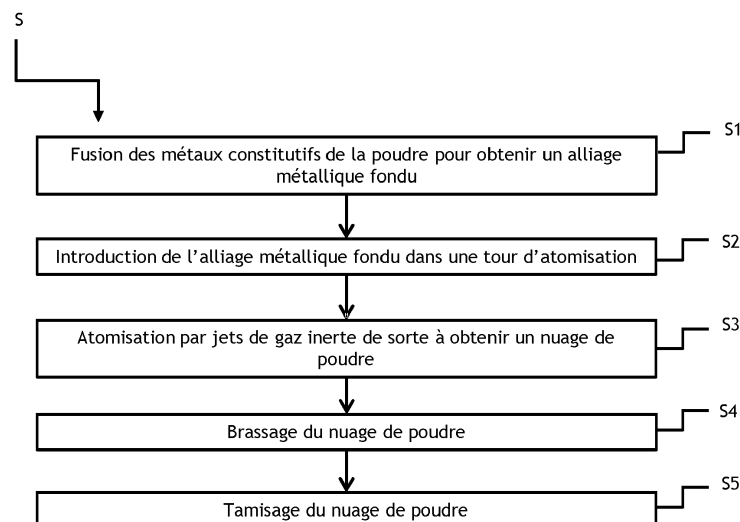 S
S1
Fusion des métaux constitutifs de la poudre pour obtenir un alliage
métallique fondu
S2
Introduction de l'alliage métallique fondu dans une tour d'atomisation
S3
Atomisation par jets de gaz inerte de sorte à obtenir un nuage de
poudre
S4
Brassage du nuage de poudre
S5
Tamisage du nuage de poudre